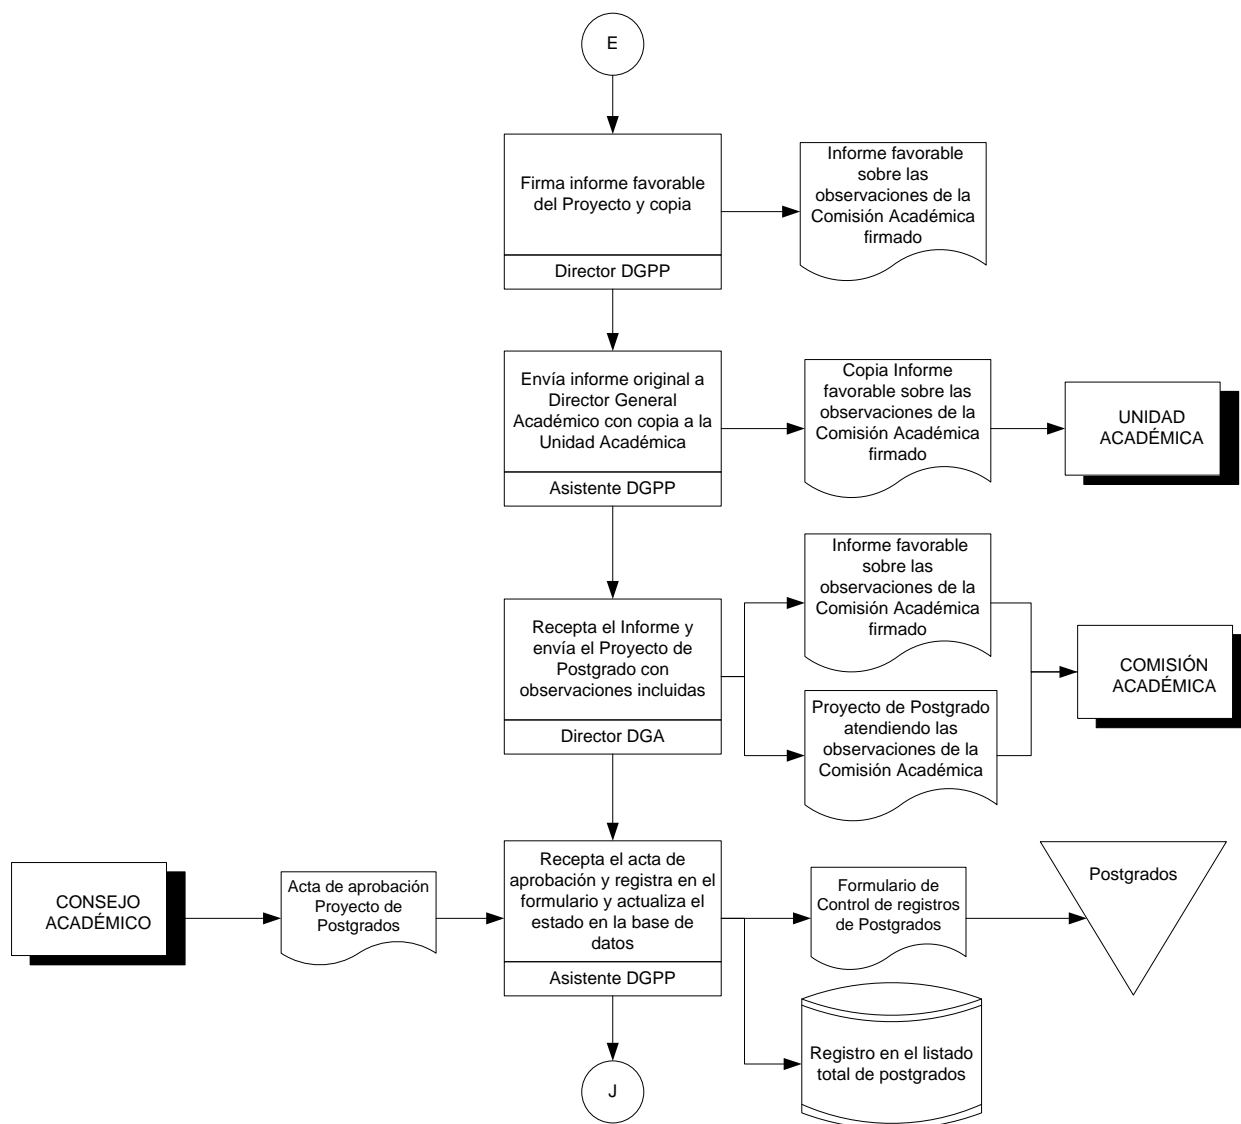 E
Firma informe favorable
del Proyecto y copia
Director DGPP
Informe favorable
sobre las
observaciones de la
Comisión Académica
firmado
Envía informe original a
Director General
Académico con copia a la
Unidad Académica
Asistente DGPP
Copia Informe
favorable sobre las
observaciones de la
Comisión Académica
firmado
UNIDAD
ACADÉMICA
Recepta el Informe y
envía el Proyecto de
Postgrado con
observaciones incluidas
Director DGA
Informe favorable
sobre las
observaciones de la
Comisión Académica
firmado
Proyecto de Postgrado
atendiendo las
observaciones de la
Comisión Académica
COMISIÓN
ACADÉMICA
CONSEJO
ACADÉMICO
Acta de aprobación
Proyecto de
Postgrados
Recepta el acta de
aprobación y registra en el
formulario y actualiza el
estado en la base de
datos
Asistente DGPP
Formulario de
Control de registros
de Postgrados
Postgrados
Registro en el listado
total de postgrados
J